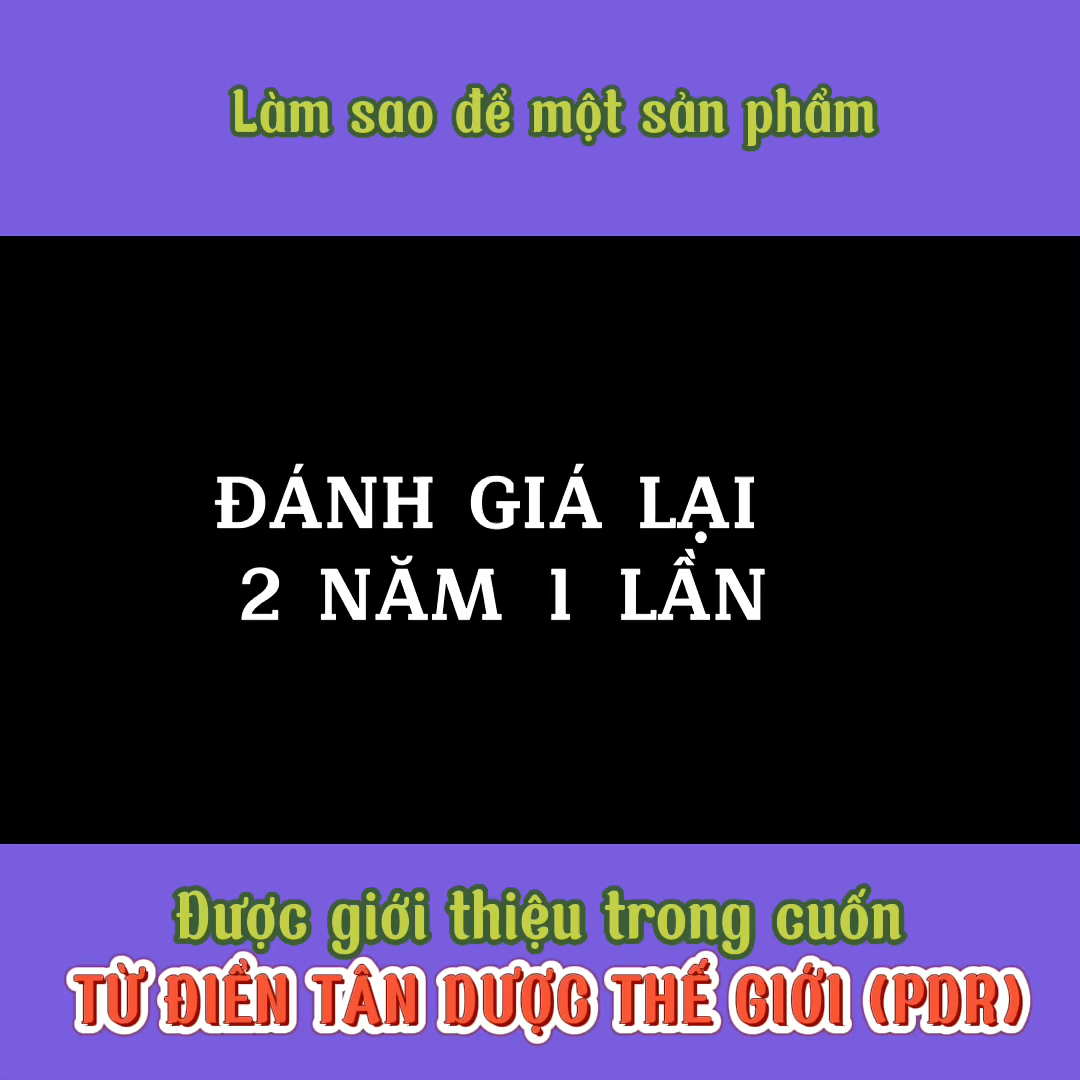 Làm sao để một sản phẩm
ĐÁNH GIÁ LẠI
2 NĂM 1 LẦN
Được giới thiệu trong cuốn
TỪ ĐIỂN TÂN DƯỢC THẾ GIỚI (PDR)